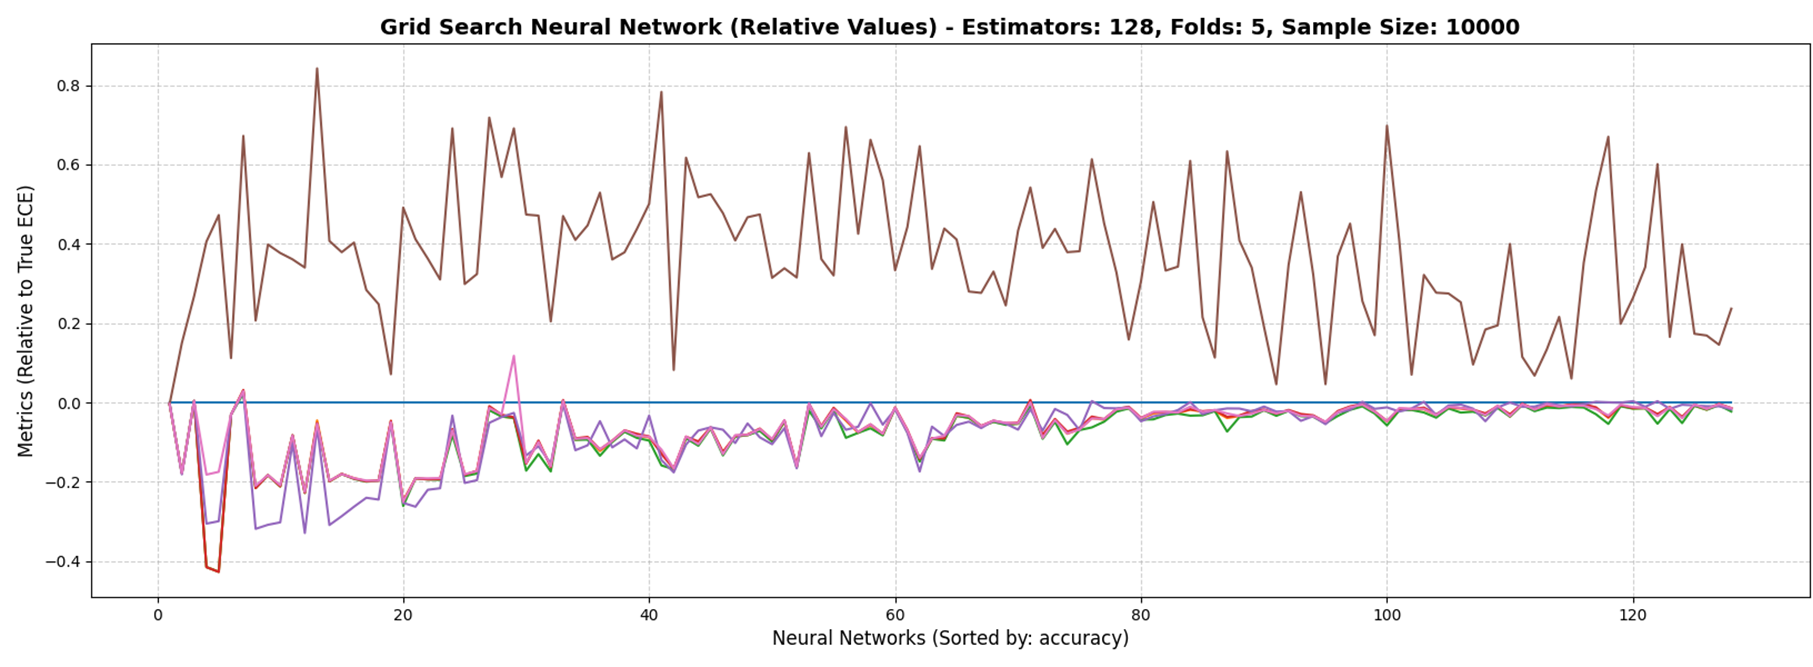 Grid Search Neural Network (Relative Values) - Estimators: 128, Folds: 5, Sample Size: 10000
Metrics (Relative to True ECE)
0.8
0.6
0.4
0.2
0.0
−0.2
−0.4
0 20 40 60 80 100 120
Neural Networks (Sorted by: accuracy)